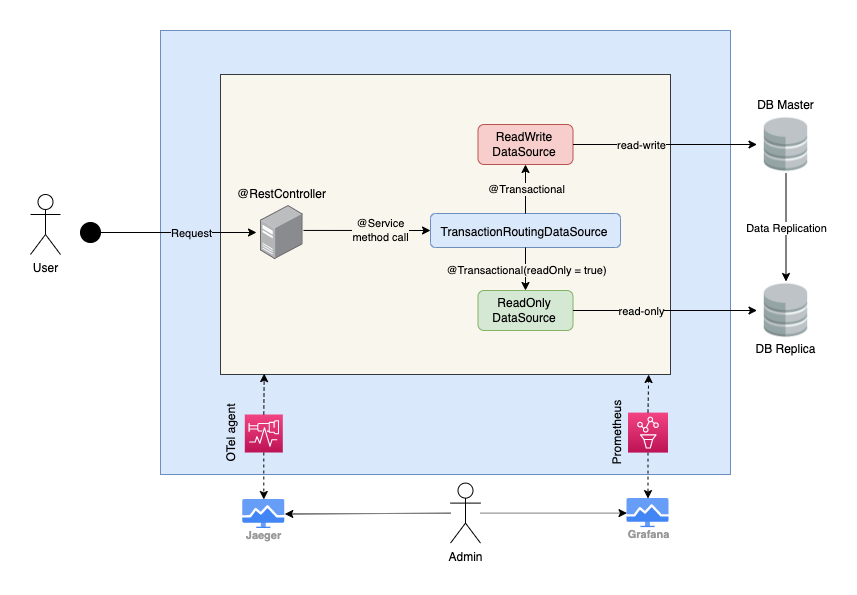 DB Master
ReadWrite
DataSource
read-write
@Transactional
@RestController
@Service
method call
TransactionRoutingDataSource
Request
User
Data Replication
@Transactional(readOnly = true)
ReadOnly
DataSource
read-only
DB Replica
OTel agent
Prometheus
Jaeger
Grafana
Admin